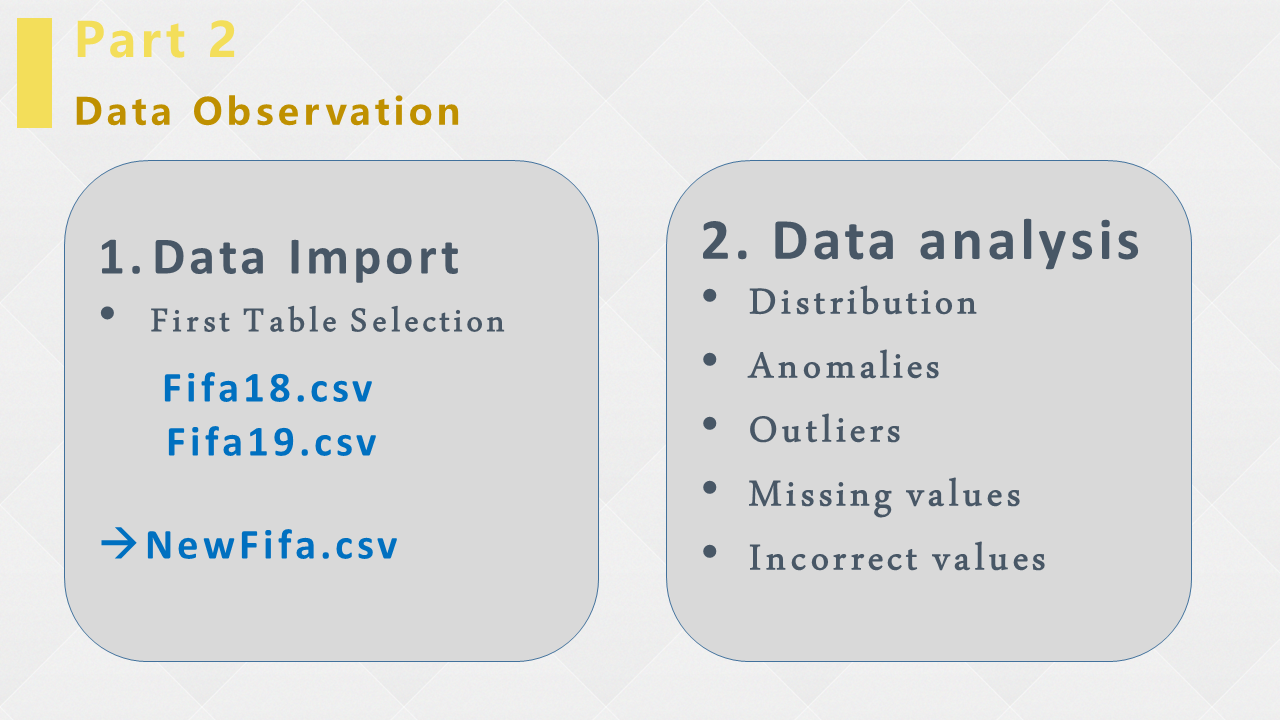 Part 2
Data Observation
1. Data Import
• First Table Selection
Fifa18.csv
Fifa19.csv
→NewFifa.csv
2. Data analysis
• Distribution
• Anomalies
• Outliers
• Missing values
• Incorrect values